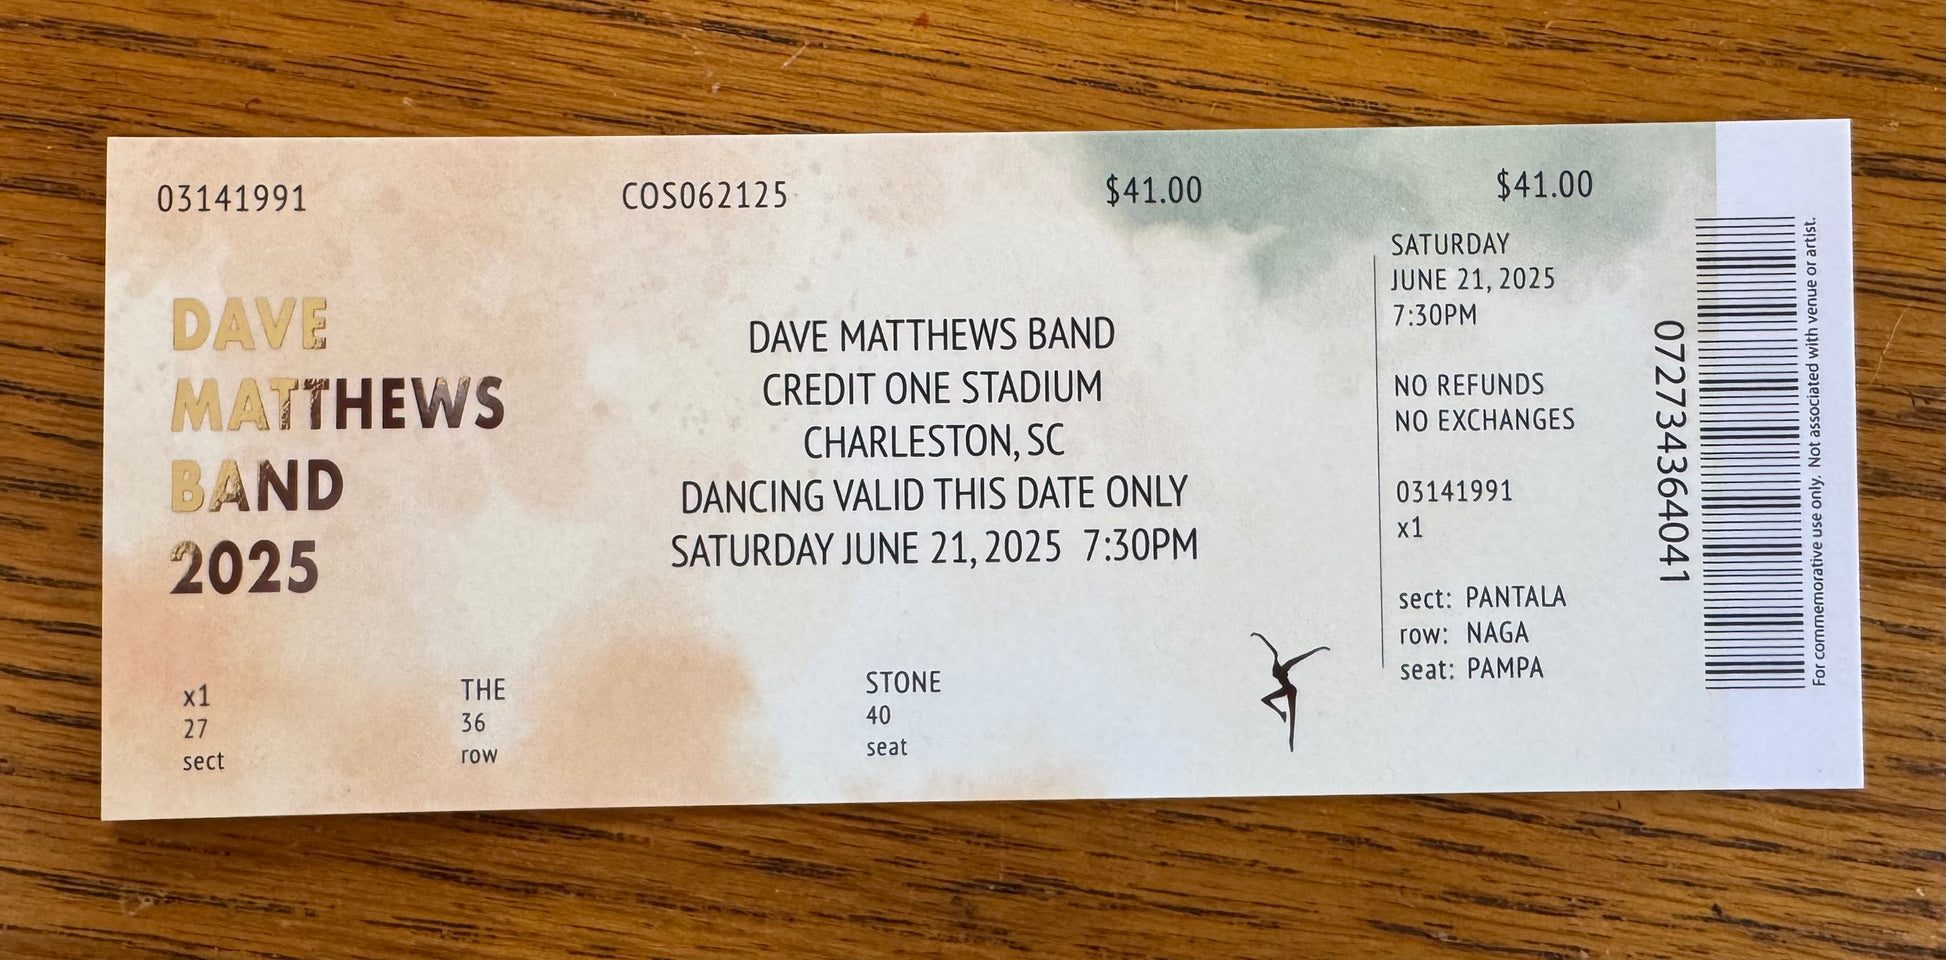 03141991
COS062125
$41.00
$41.00
DAVE
MATTHEWS
BAND
2025
DAVE MATTHEWS BAND
CREDIT ONE STADIUM
CHARLESTON, SC
DANCING VALID THIS DATE ONLY
SATURDAY JUNE 21, 2025 7:30PM
x1
27
sect
THE
36
row
STONE
40
seat
SATURDAY
JUNE 21, 2025
7:30PM
NO REFUNDS
NO EXCHANGES
03141991
x1
sect: PANTALA
row: NAGA
seat: PAMPA
072734364041
For commemorative use only. Not associated with venue or artist.